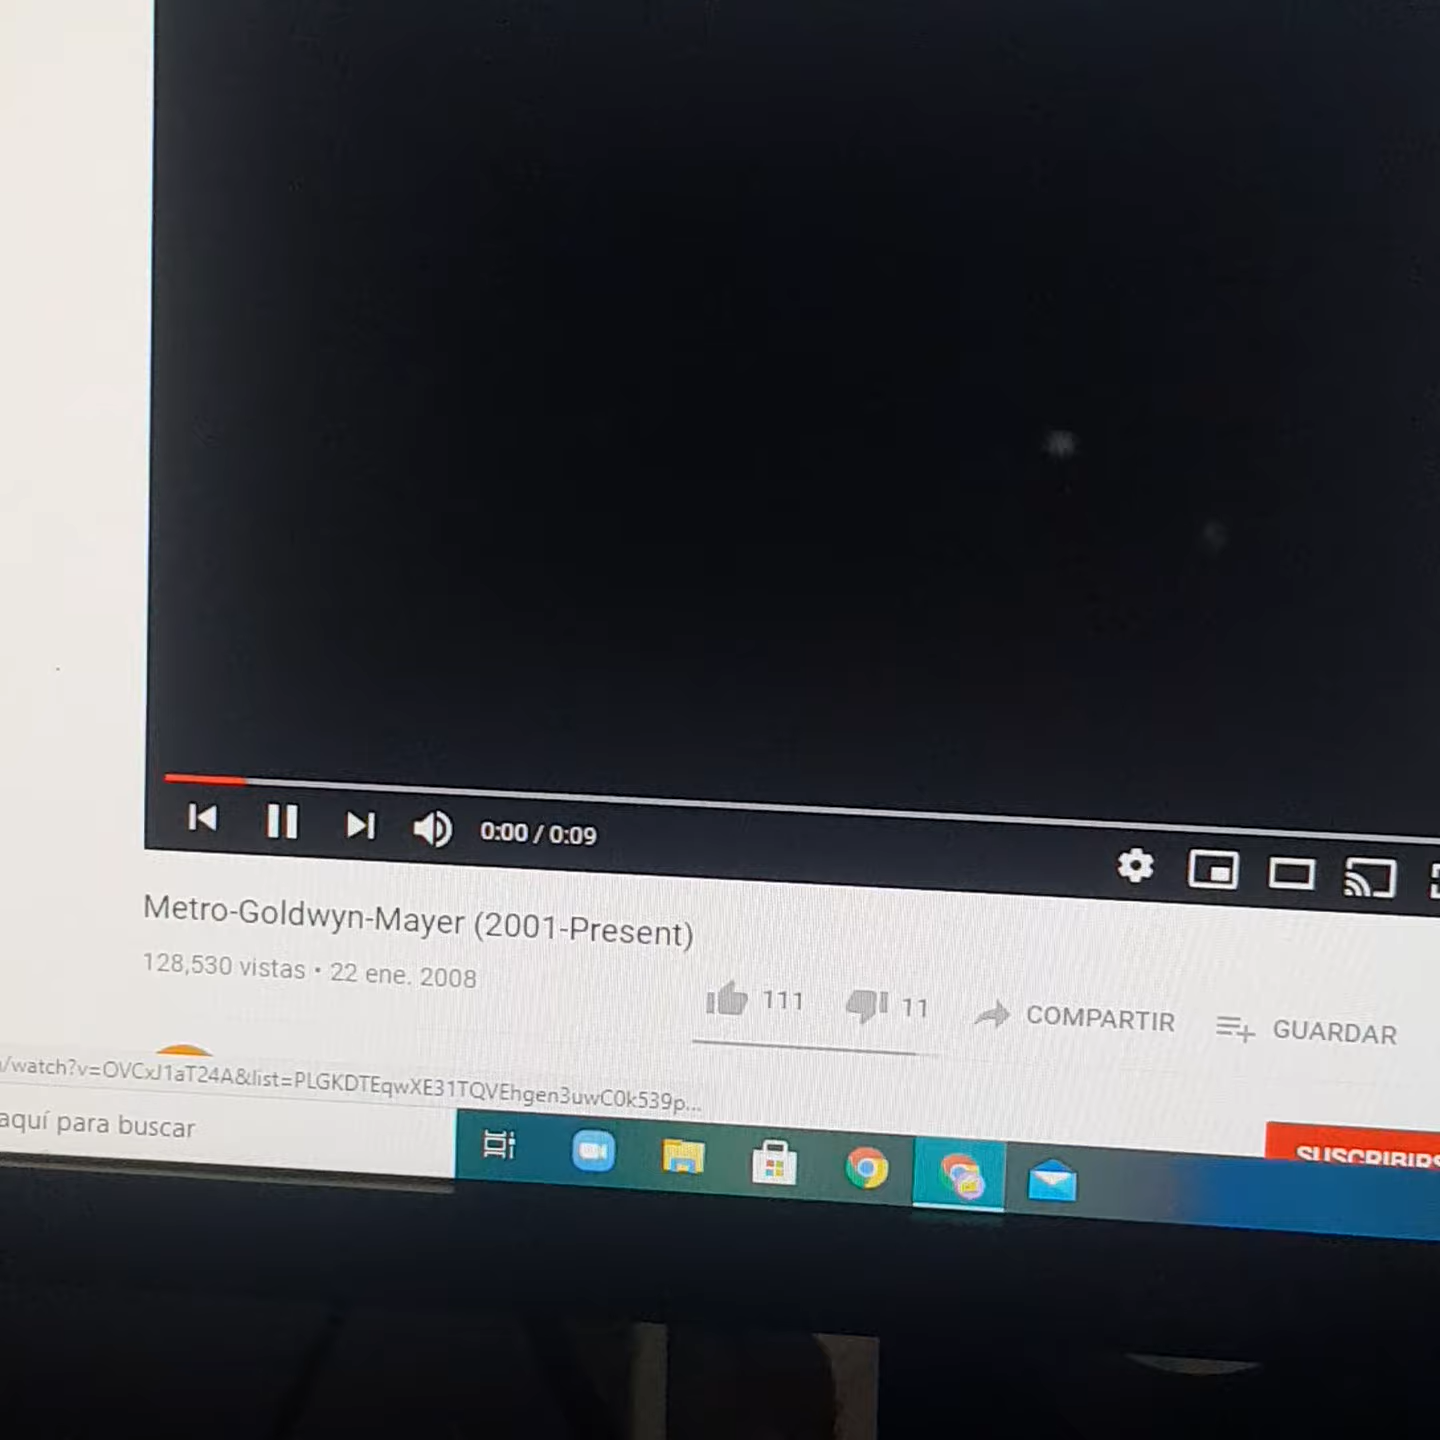 0:00 / 0:09
Metro-Goldwyn-Mayer (2001-Present)
128,530 vistas • 22 ene. 2008
111
11
COMPARTIR
GUARDAR
/watch?v=OVCxJ1aT24A&list=PLGKDTEqwXE31TQVEhgen3uwC0k539p...
aquí para buscar
SUSCRIBIRS